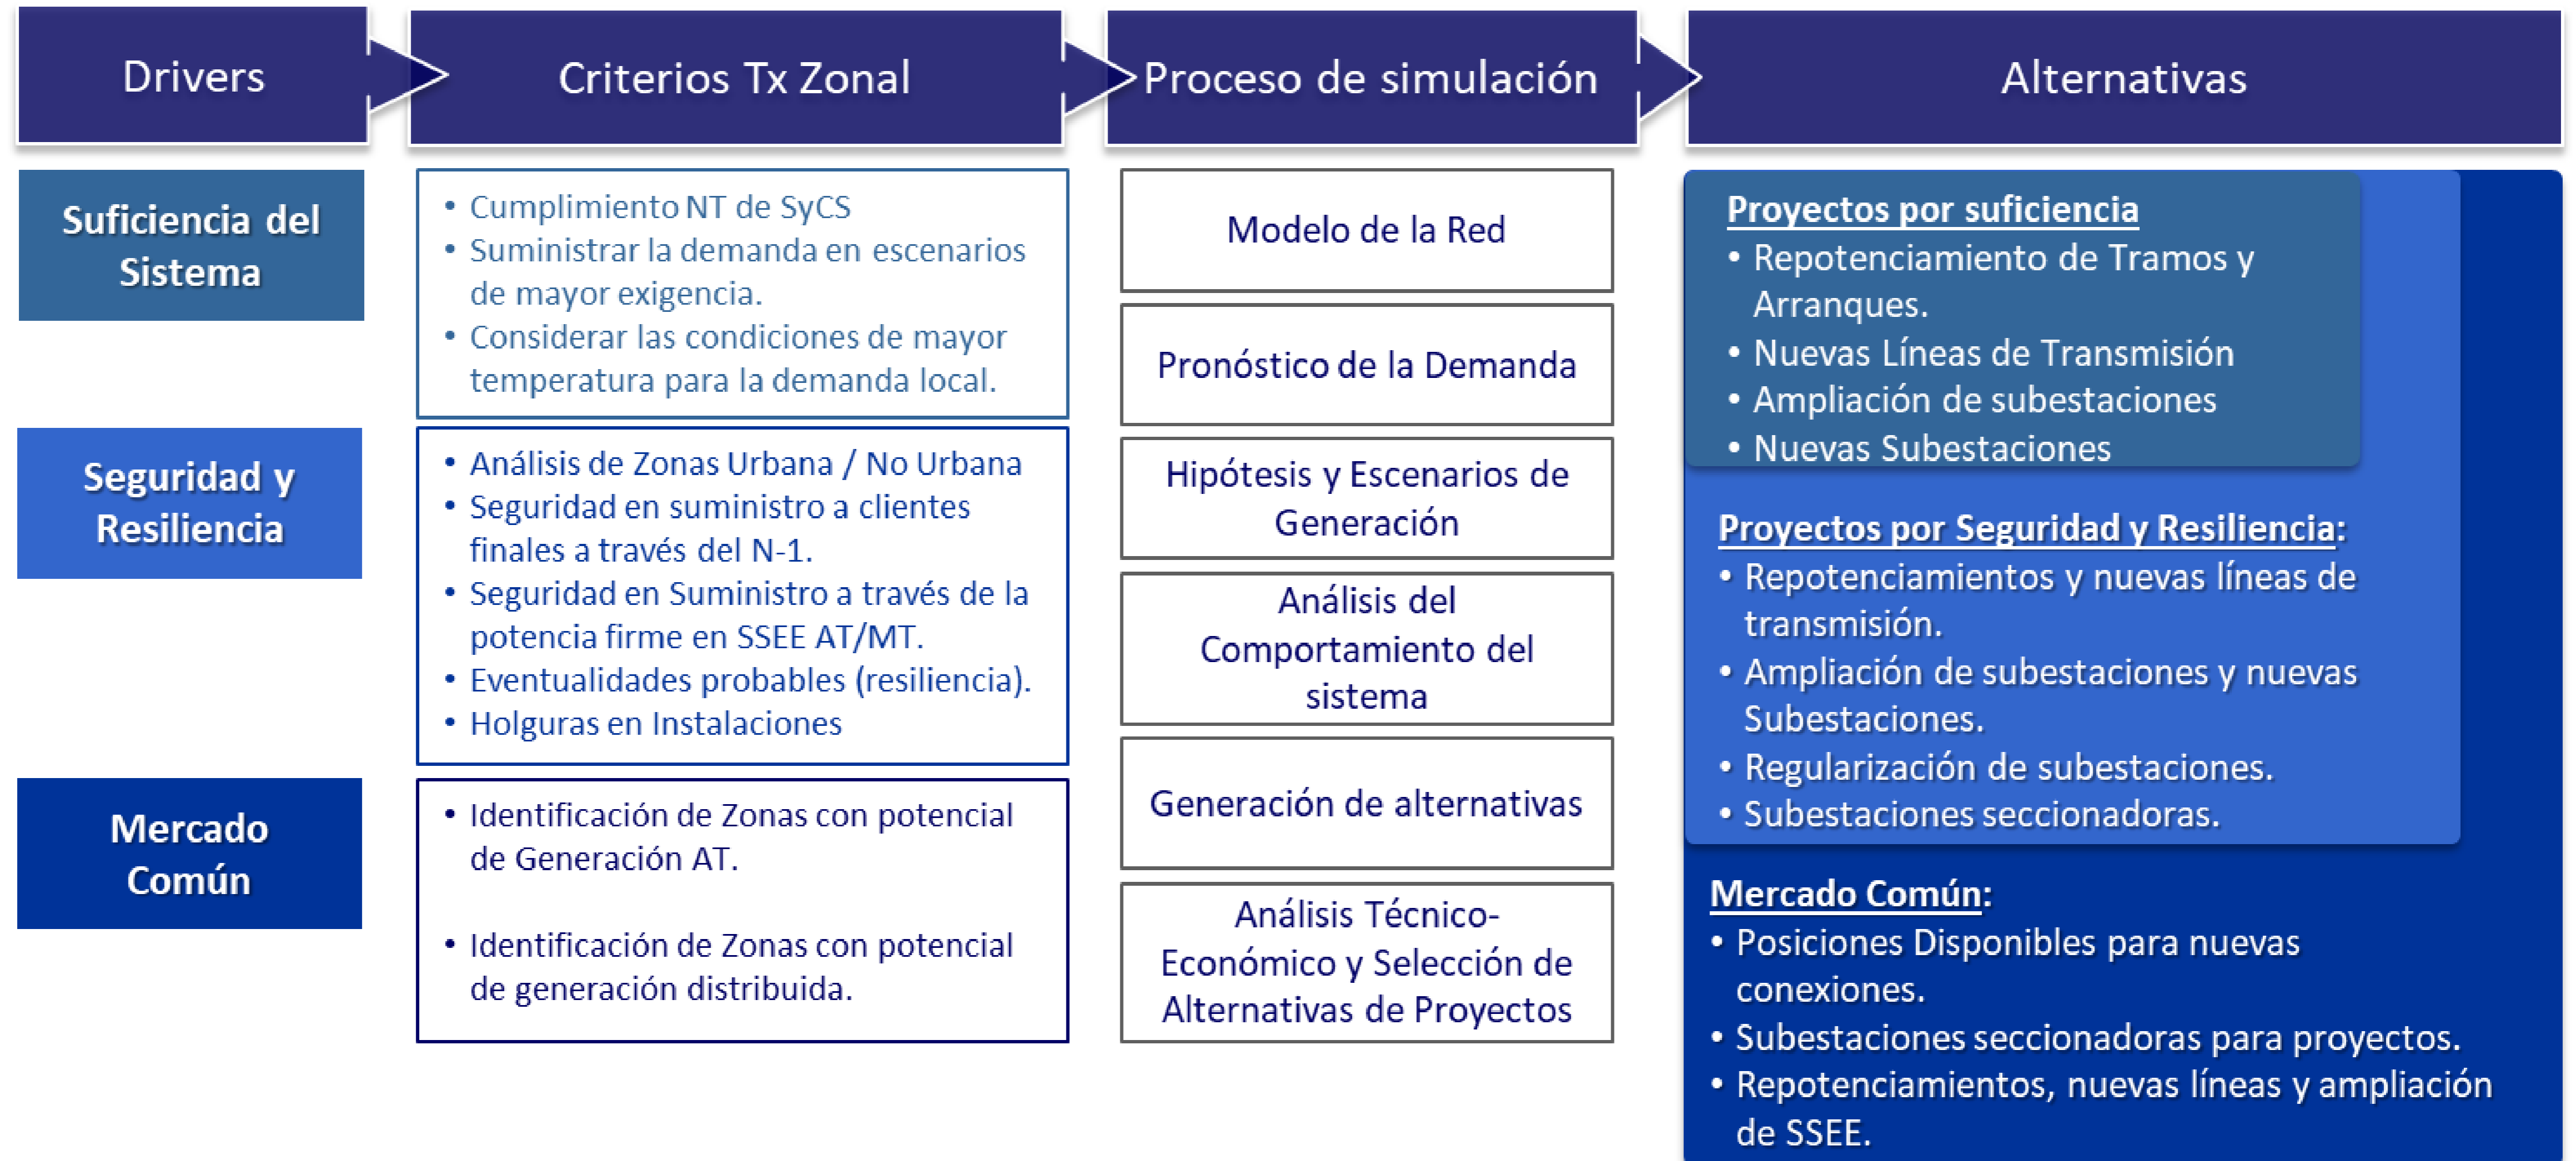 Drivers
Criterios Tx Zonal
Proceso de simulación
Alternativas
Suficiencia del
Sistema
• Cumplimiento NT de SyCS
• Suministrar la demanda en escenarios
de mayor exigencia.
• Considerar las condiciones de mayor
temperatura para la demanda local.
Seguridad y
Resiliencia
• Análisis de Zonas Urbana / No Urbana
• Seguridad en suministro a clientes
finales a través del N-1.
• Seguridad en Suministro a través de la
potencia firme en SSEE AT/MT.
• Eventualidades probables (resiliencia).
• Holguras en Instalaciones
Mercado
Común
• Identificación de Zonas con potencial
de Generación AT.
• Identificación de Zonas con potencial
de generación distribuida.
Modelo de la Red
Pronóstico de la Demanda
Hipótesis y Escenarios de
Generación
Análisis del
Comportamiento del
sistema
Generación de alternativas
Análisis Técnico-
Económico y Selección de
Alternativas de Proyectos
Proyectos por suficiencia
• Repotenciamiento de Tramos y
Arranques.
• Nuevas Líneas de Transmisión
• Ampliación de subestaciones
• Nuevas Subestaciones
Proyectos por Seguridad y Resiliencia:
• Repotenciamientos y nuevas líneas de
transmisión.
• Ampliación de subestaciones y nuevas
Subestaciones.
• Regularización de subestaciones.
• Subestaciones seccionadoras.
Mercado Común:
• Posiciones Disponibles para nuevas
conexiones.
• Subestaciones seccionadoras para proyectos.
• Repotenciamientos, nuevas líneas y ampliación
de SSEE.